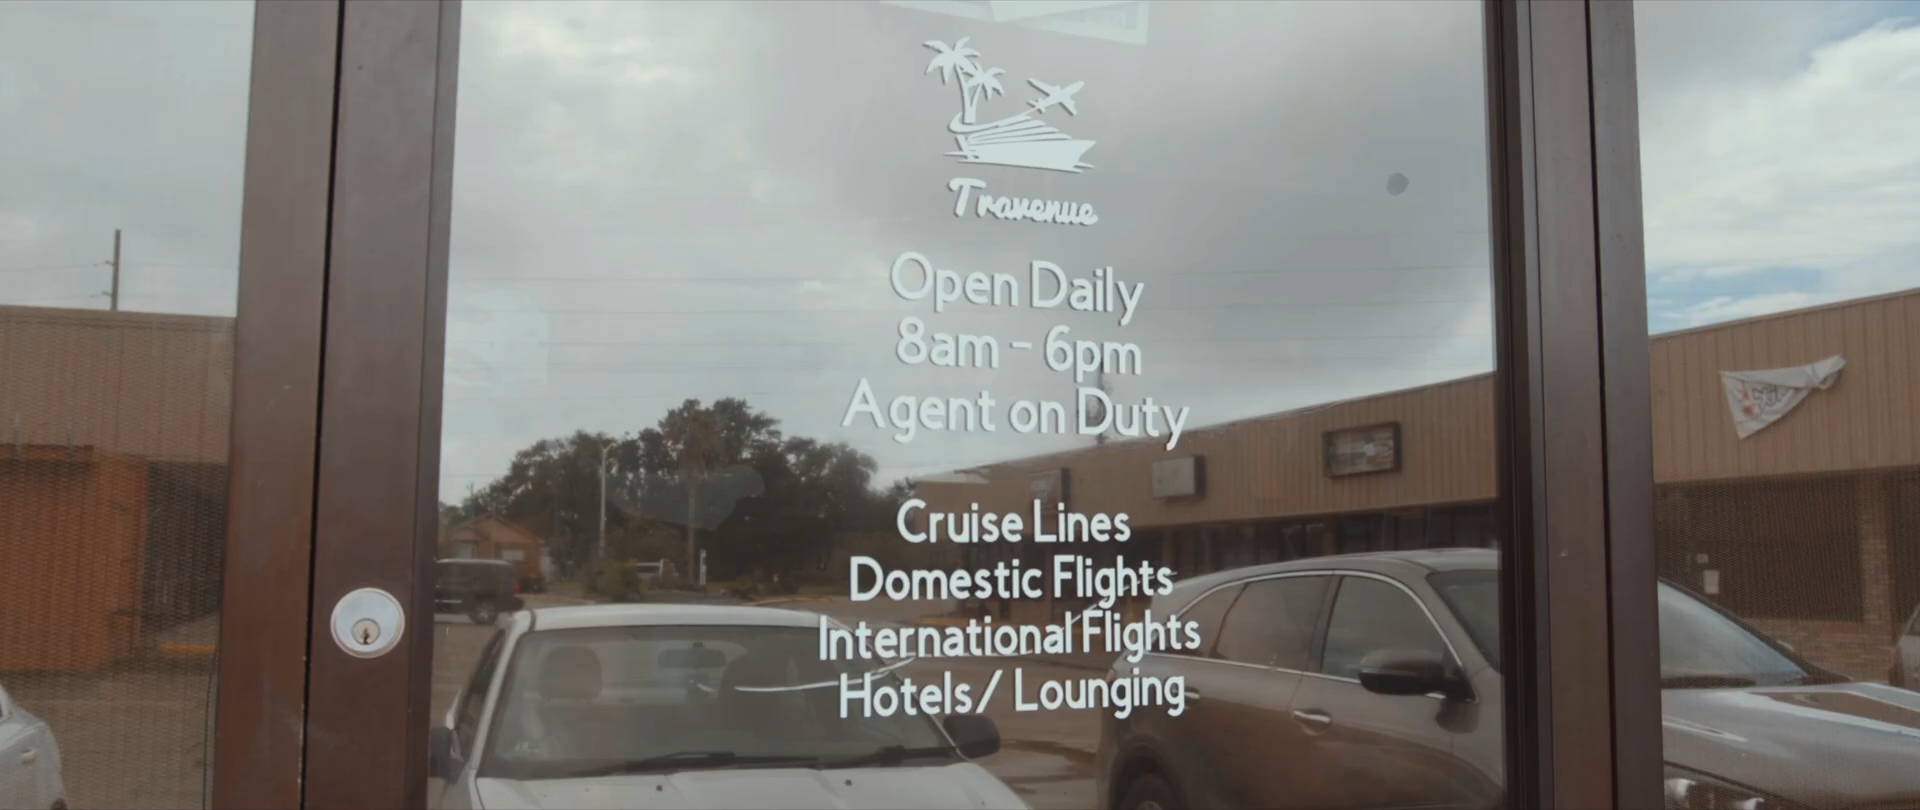 Travenue
Open Daily
8am - 6pm
Agent on Duty
Cruise Lines
Domestic Flights
International Flights
Hotels/ Lounging